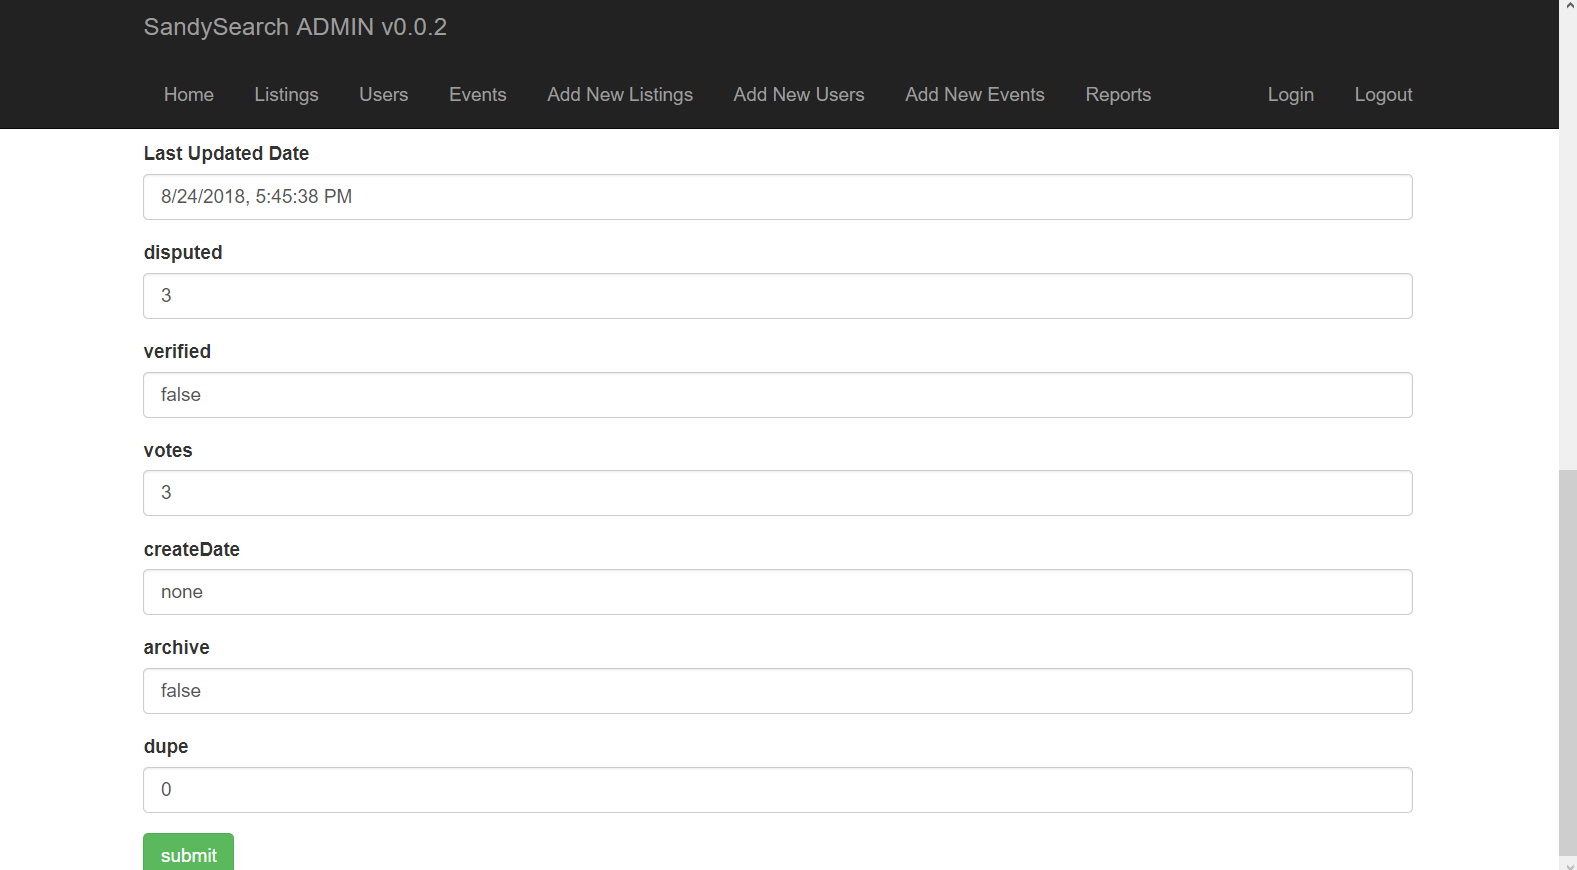 SandySearch ADMIN v0.0.2
Home Listings Users Events Add New Listings Add New Users Add New Events Reports Login Logout
Last Updated Date
8/24/2018, 5:45:38 PM
disputed
3
verified
false
votes
3
createDate
none
archive
false
dupe
0
submit